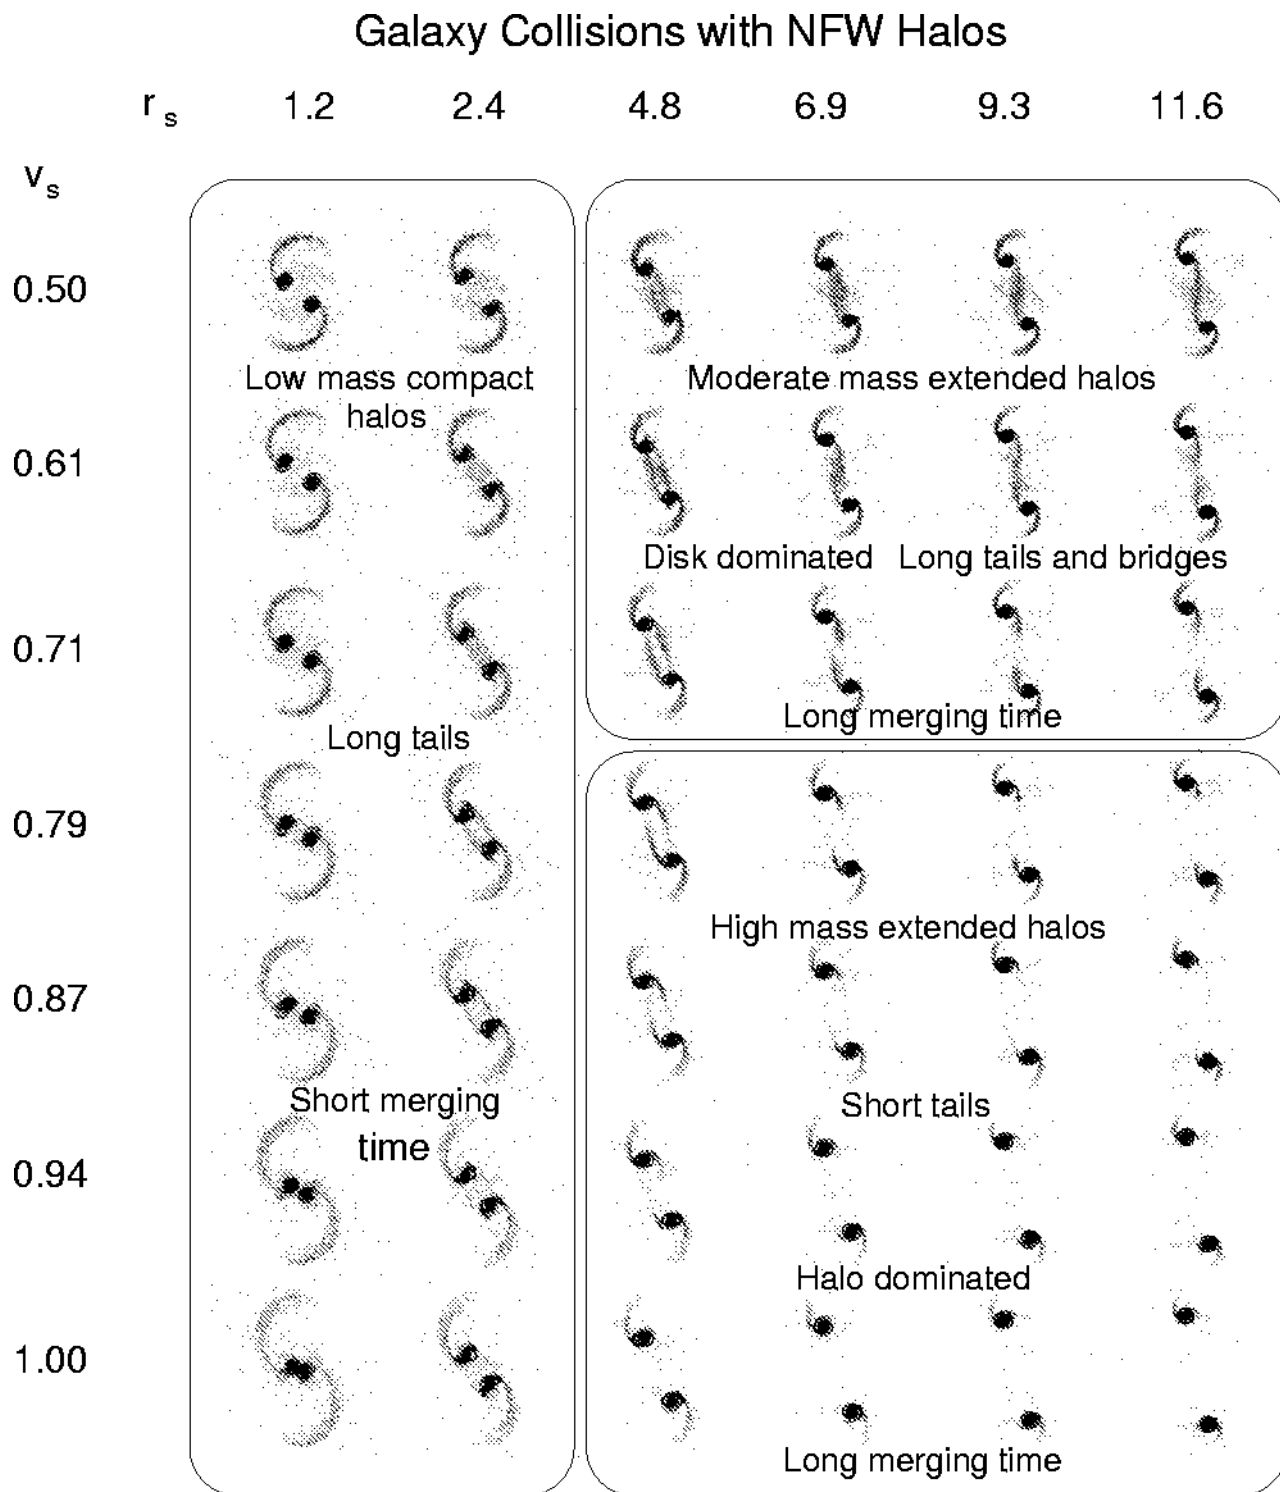 Galaxy Collisions with NFW Halos
r s 1.2 2.4 4.8 6.9 9.3 11.6
v s
0.50
Low mass compact
halos
Moderate mass extended halos
0.61
Disk dominated Long tails and bridges
0.71
Long merging time
Long tails
0.79
High mass extended halos
0.87
Short merging
time
Short tails
0.94
Halo dominated
1.00
Long merging time